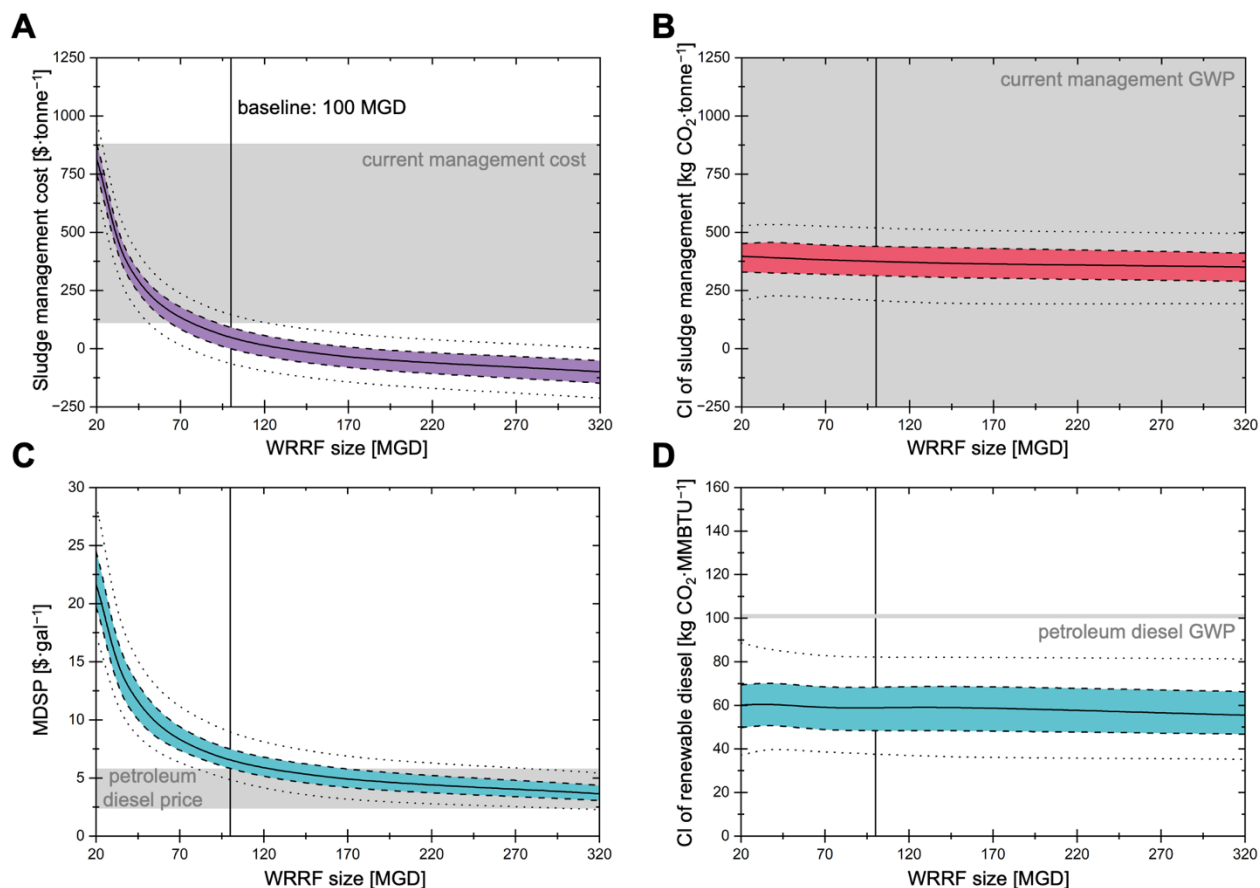 A
Sludge management cost [$·tonne⁻¹]
1250
1000
750
500
250
0
−250
baseline: 100 MGD
current management cost
20 70 120 170 220 270 320
WRRF size [MGD]
B
CI of sludge management [kg CO₂·tonne⁻¹]
1250
1000
750
500
250
0
−250
current management GWP
20 70 120 170 220 270 320
WRRF size [MGD]
C
MDSP [$·gal⁻¹]
30
25
20
15
10
5
0
petroleum
diesel price
20 70 120 170 220 270 320
WRRF size [MGD]
D
CI of renewable diesel [kg CO₂·MMBTU⁻¹]
160
140
120
100
80
60
40
20
0
petroleum diesel GWP
20 70 120 170 220 270 320
WRRF size [MGD]